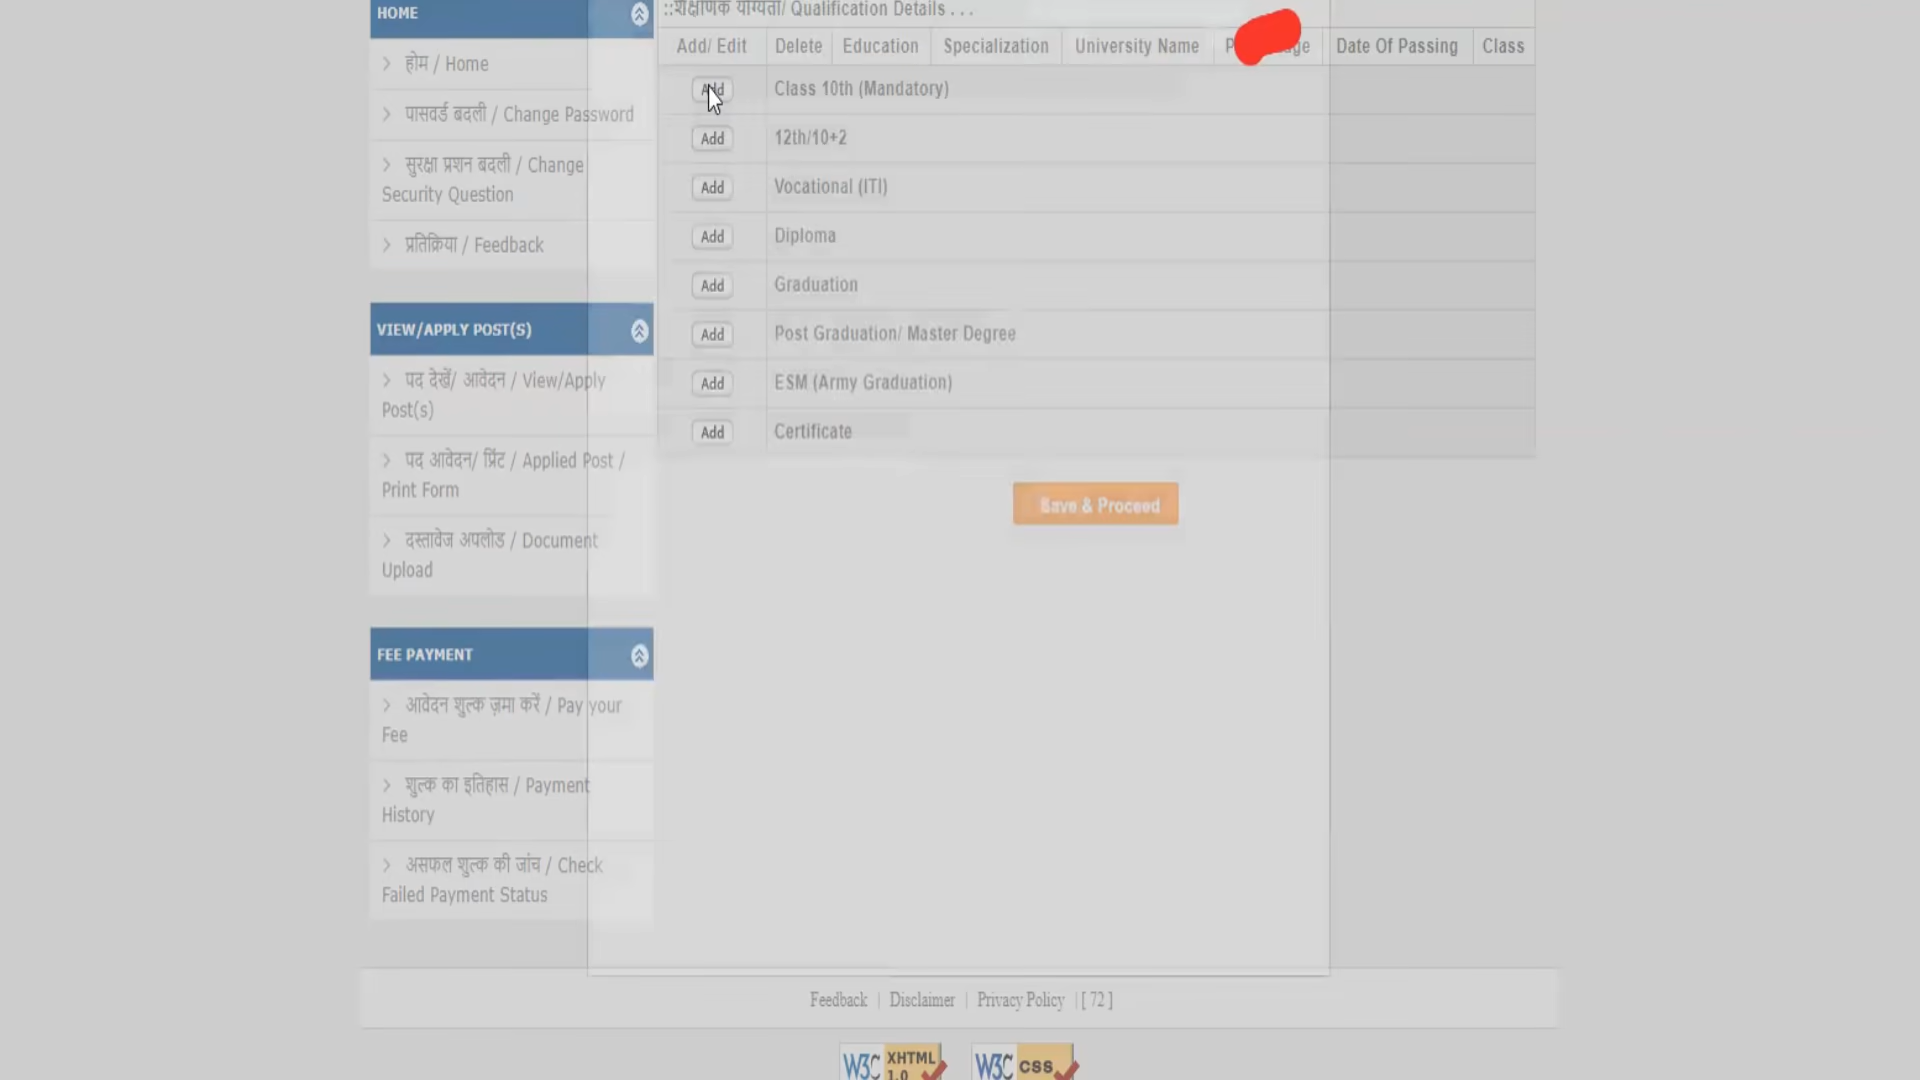 HOME
> होम / Home
> पासवर्ड बदली / Change Password
> सुरक्षा प्रशन बदली / Change
Security Question
> प्रतिक्रिया / Feedback
VIEW/APPLY POST(S)
> पद देखें/ आवेदन / View/Apply
Post(s)
> पद आवेदन/ प्रिंट / Applied Post /
Print Form
> दस्तावेज अपलोड / Document
Upload
FEE PAYMENT
> आवेदन शुल्क ज़मा करें / Pay your
Fee
> शुल्क का इतिहास / Payment
History
> असफल शुल्क की जांच / Check
Failed Payment Status
::शैक्षणिक योग्यता/ Qualification Details . . .
Add/ Edit Delete Education Specialization University Name Date Of Passing Class
Add Class 10th (Mandatory)
Add 12th/10+2
Add Vocational (ITI)
Add Diploma
Add Graduation
Add Post Graduation/ Master Degree
Add ESM (Army Graduation)
Add Certificate
Save & Proceed
Feedback | Disclaimer | Privacy Policy | [ 72 ]
W3C XHTML 1.0 W3C CSS